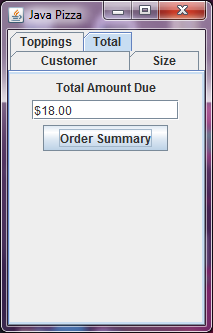 Java Pizza
Toppings Total
Customer Size
Total Amount Due
$18.00
Order Summary